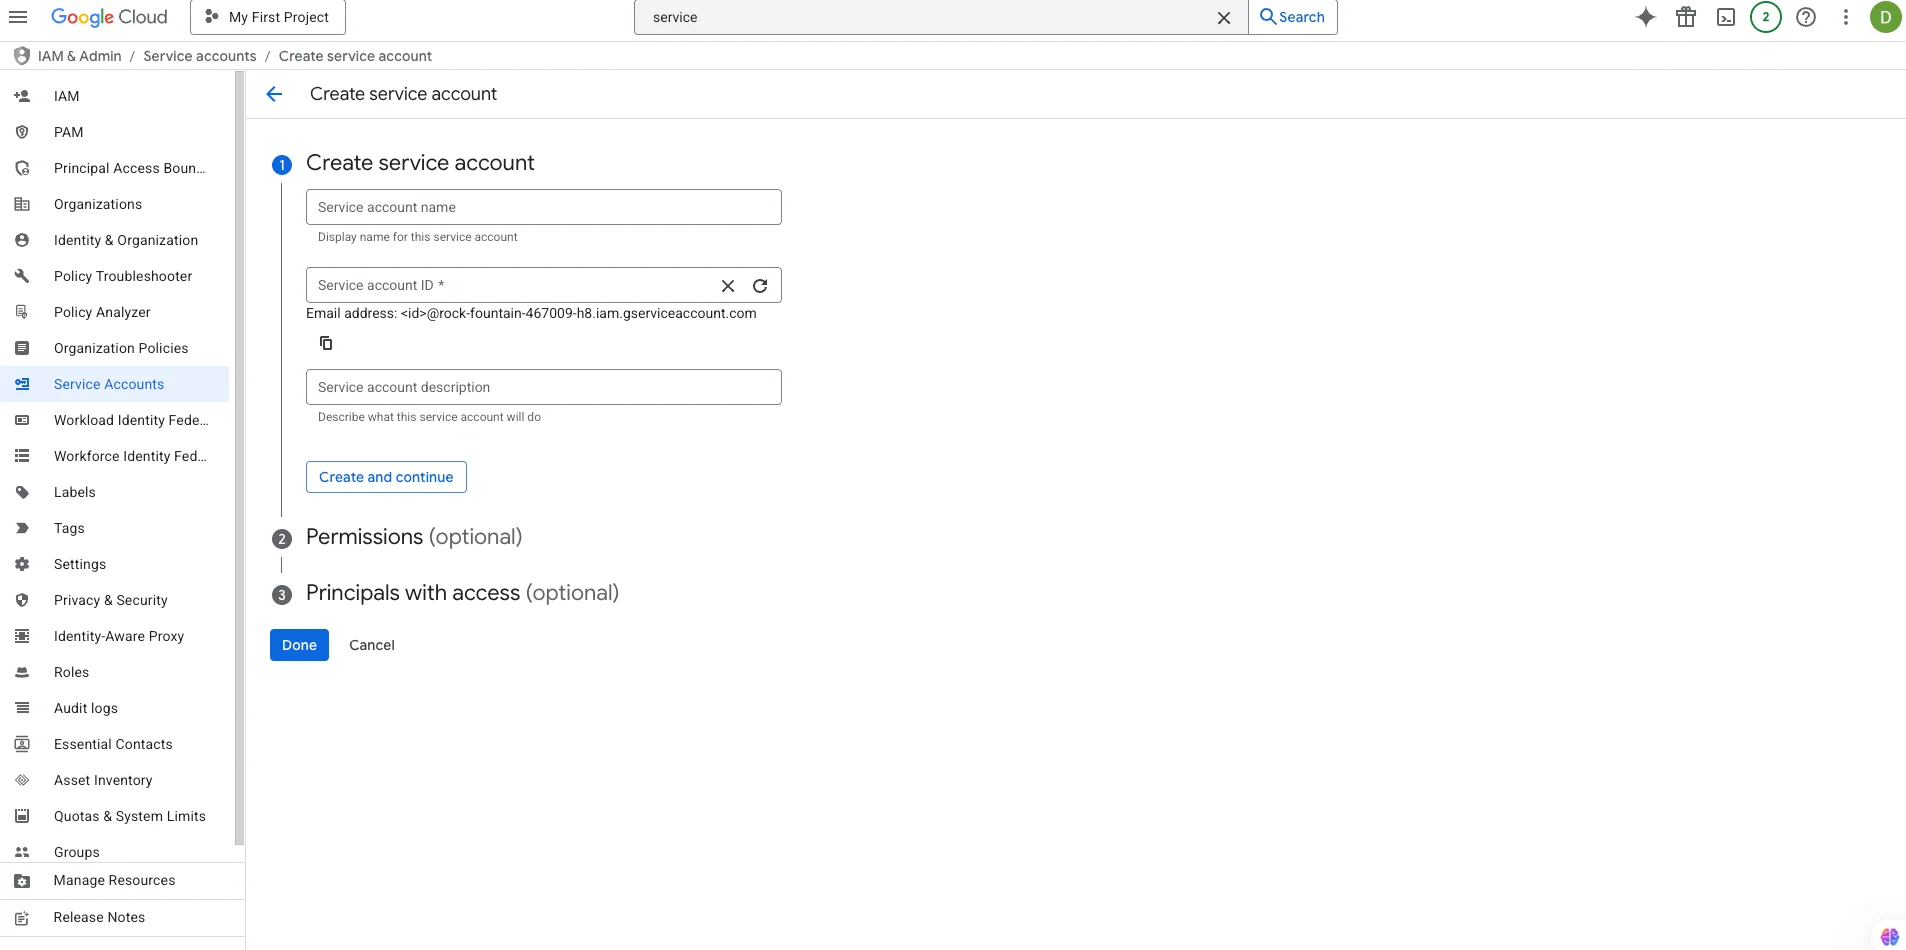 Google Cloud
My First Project
service
Search
2
D
IAM & Admin / Service accounts / Create service account
IAM
PAM
Principal Access Boun...
Organizations
Identity & Organization
Policy Troubleshooter
Policy Analyzer
Organization Policies
Service Accounts
Workload Identity Fede...
Workforce Identity Fed...
Labels
Tags
Settings
Privacy & Security
Identity-Aware Proxy
Roles
Audit logs
Essential Contacts
Asset Inventory
Quotas & System Limits
Groups
Manage Resources
Release Notes
Create service account
1 Create service account
Service account name
Display name for this service account
Service account ID *
Email address: <id>@rock-fountain-467009-h8.iam.gserviceaccount.com
Service account description
Describe what this service account will do
Create and continue
2 Permissions (optional)
3 Principals with access (optional)
Done Cancel